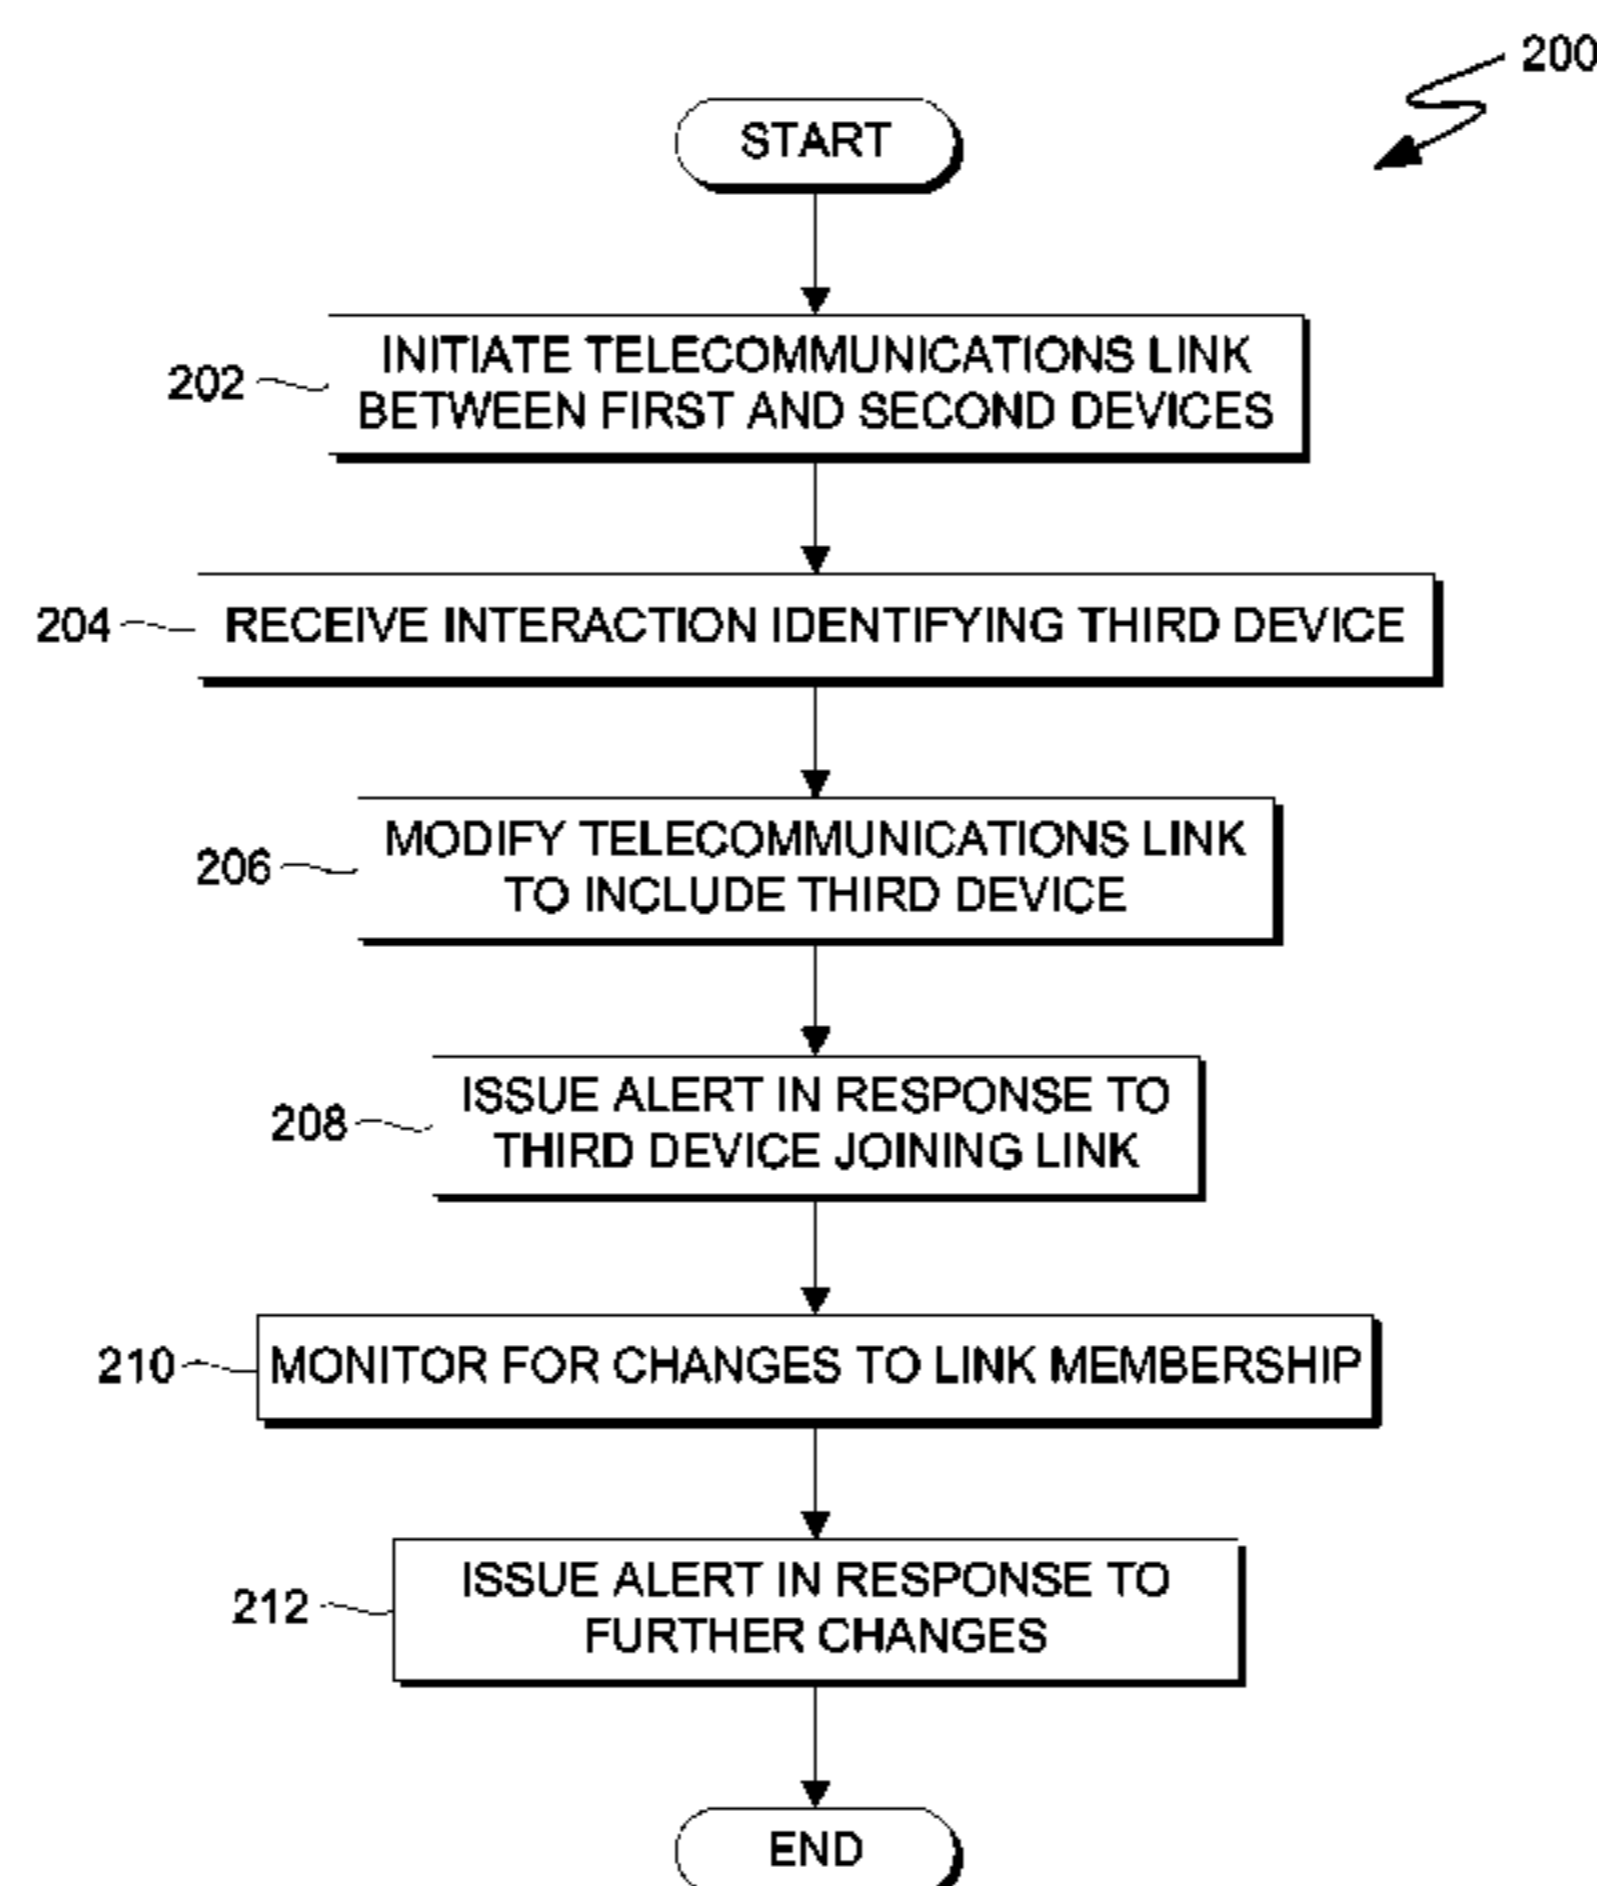 200
START
202
INITIATE TELECOMMUNICATIONS LINK
BETWEEN FIRST AND SECOND DEVICES
204
RECEIVE INTERACTION IDENTIFYING THIRD DEVICE
206
MODIFY TELECOMMUNICATIONS LINK
TO INCLUDE THIRD DEVICE
208
ISSUE ALERT IN RESPONSE TO
THIRD DEVICE JOINING LINK
210
MONITOR FOR CHANGES TO LINK MEMBERSHIP
212
ISSUE ALERT IN RESPONSE TO
FURTHER CHANGES
END